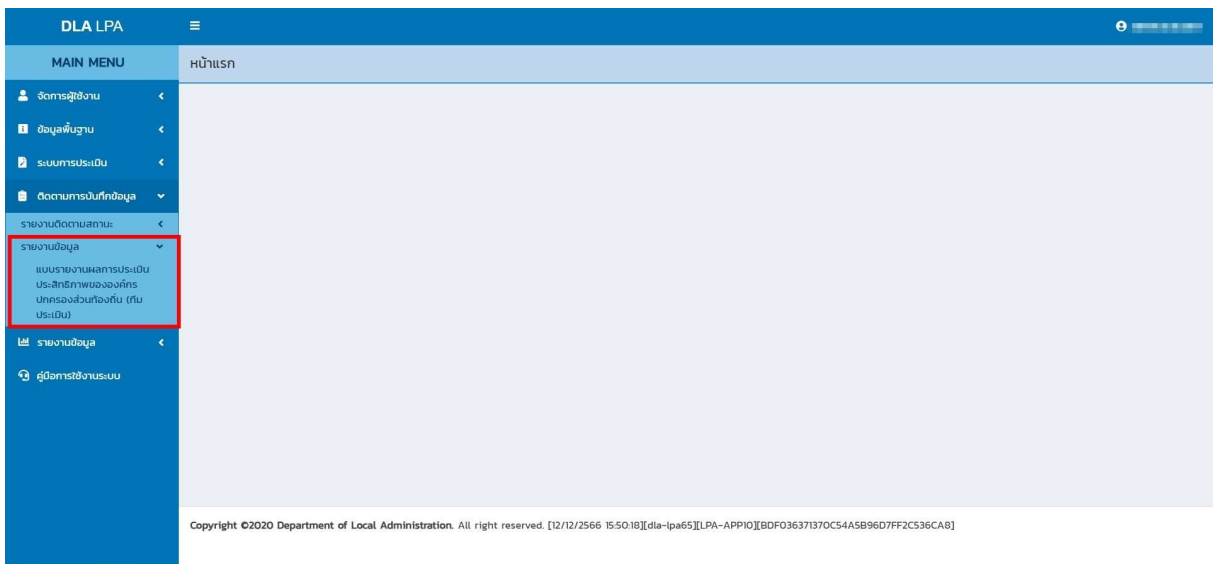 DLA LPA
MAIN MENU
หน้าแรก
จัดการผู้ใช้งาน
ข้อมูลพื้นฐาน
ระบบการประเมิน
ติดตามการบันทึกข้อมูล
รายงานติดตามสถานะ
รายงานข้อมูล
แบบรายงานผลการประเมิน
ประสิทธิภาพขององค์กร
ปกครองส่วนท้องถิ่น (ทีม
ประเมิน)
รายงานข้อมูล
คู่มือการใช้งานระบบ
Copyright ©2020 Department of Local Administration. All right reserved. [12/12/2566 15:50:18][dla-lpa65][LPA-APP10][BDF036371370C54A5B96D7FF2C536CA8]